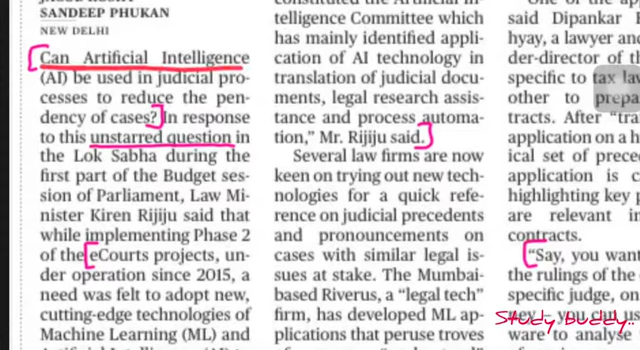 SANDEEP PHUKAN
NEW DELHI
Can Artificial Intelligence
(AI) be used in judicial pro-
cesses to reduce the pen-
dency of cases? In response
to this unstarred question in
the Lok Sabha during the
first part of the Budget ses-
sion of Parliament, Law Mi-
nister Kiren Rijiju said that
while implementing Phase 2
of the eCourts projects, un-
der operation since 2015, a
need was felt to adopt new,
cutting-edge technologies of
Machine Learning (ML) and
telligence Committee which
has mainly identified appli-
cation of AI technology in
translation of judicial docu-
ments, legal research assis-
tance and process automa-
tion,” Mr. Rijiju said.
Several law firms are now
keen on trying out new tech-
nologies for a quick refe-
rence on judicial precedents
and pronouncements on
cases with similar legal is-
sues at stake. The Mumbai-
based Riverus, a “legal tech”
firm, has developed ML ap-
plications that peruse troves
said Dipankar
hyay, a lawyer an
der-director of th
specific to tax law
other to prepa
tracts. After “tra
application on a h
ical set of prece
application is c
highlighting key p
are relevant in
contracts.
“Say, you want
the rulings of the
specific judge, on
ware to analyse
Study buddy..